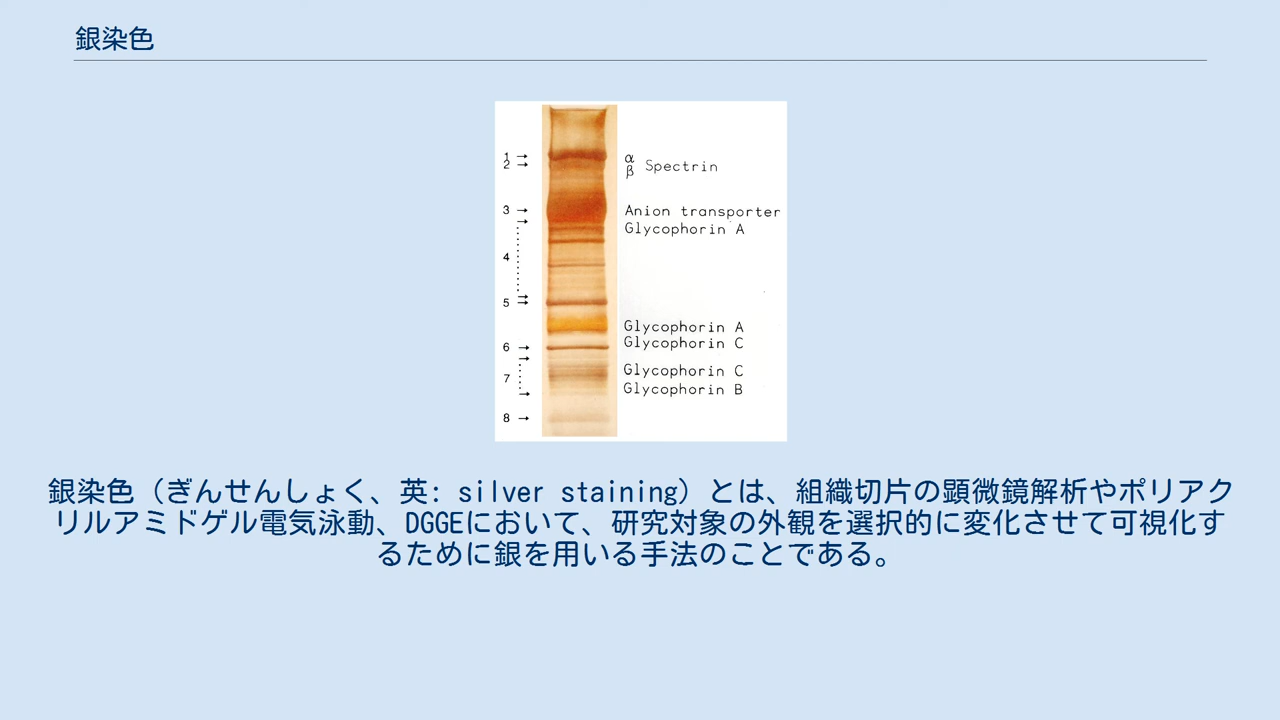 銀染色
1 → α
2 → β Spectrin
3 → Anion transporter
→ Glycophorin A
4
→
5 →
Glycophorin A
6 → Glycophorin C
→
7 Glycophorin C
→ Glycophorin B
8 →
銀染色（ぎんせんしょく、英: silver staining）とは、組織切片の顕微鏡解析やポリアク
リルアミドゲル電気泳動、DGGEにおいて、研究対象の外観を選択的に変化させて可視化す
るために銀を用いる手法のことである。